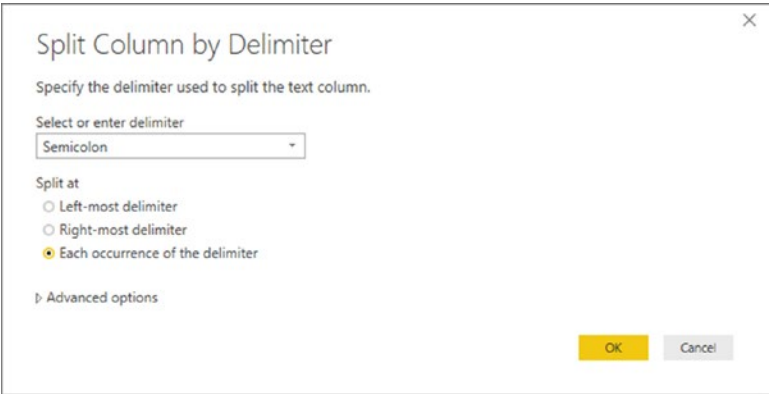 Split Column by Delimiter
Specify the delimiter used to split the text column.
Select or enter delimiter
Semicolon
Split at
Left-most delimiter
Right-most delimiter
Each occurrence of the delimiter
Advanced options
OK Cancel